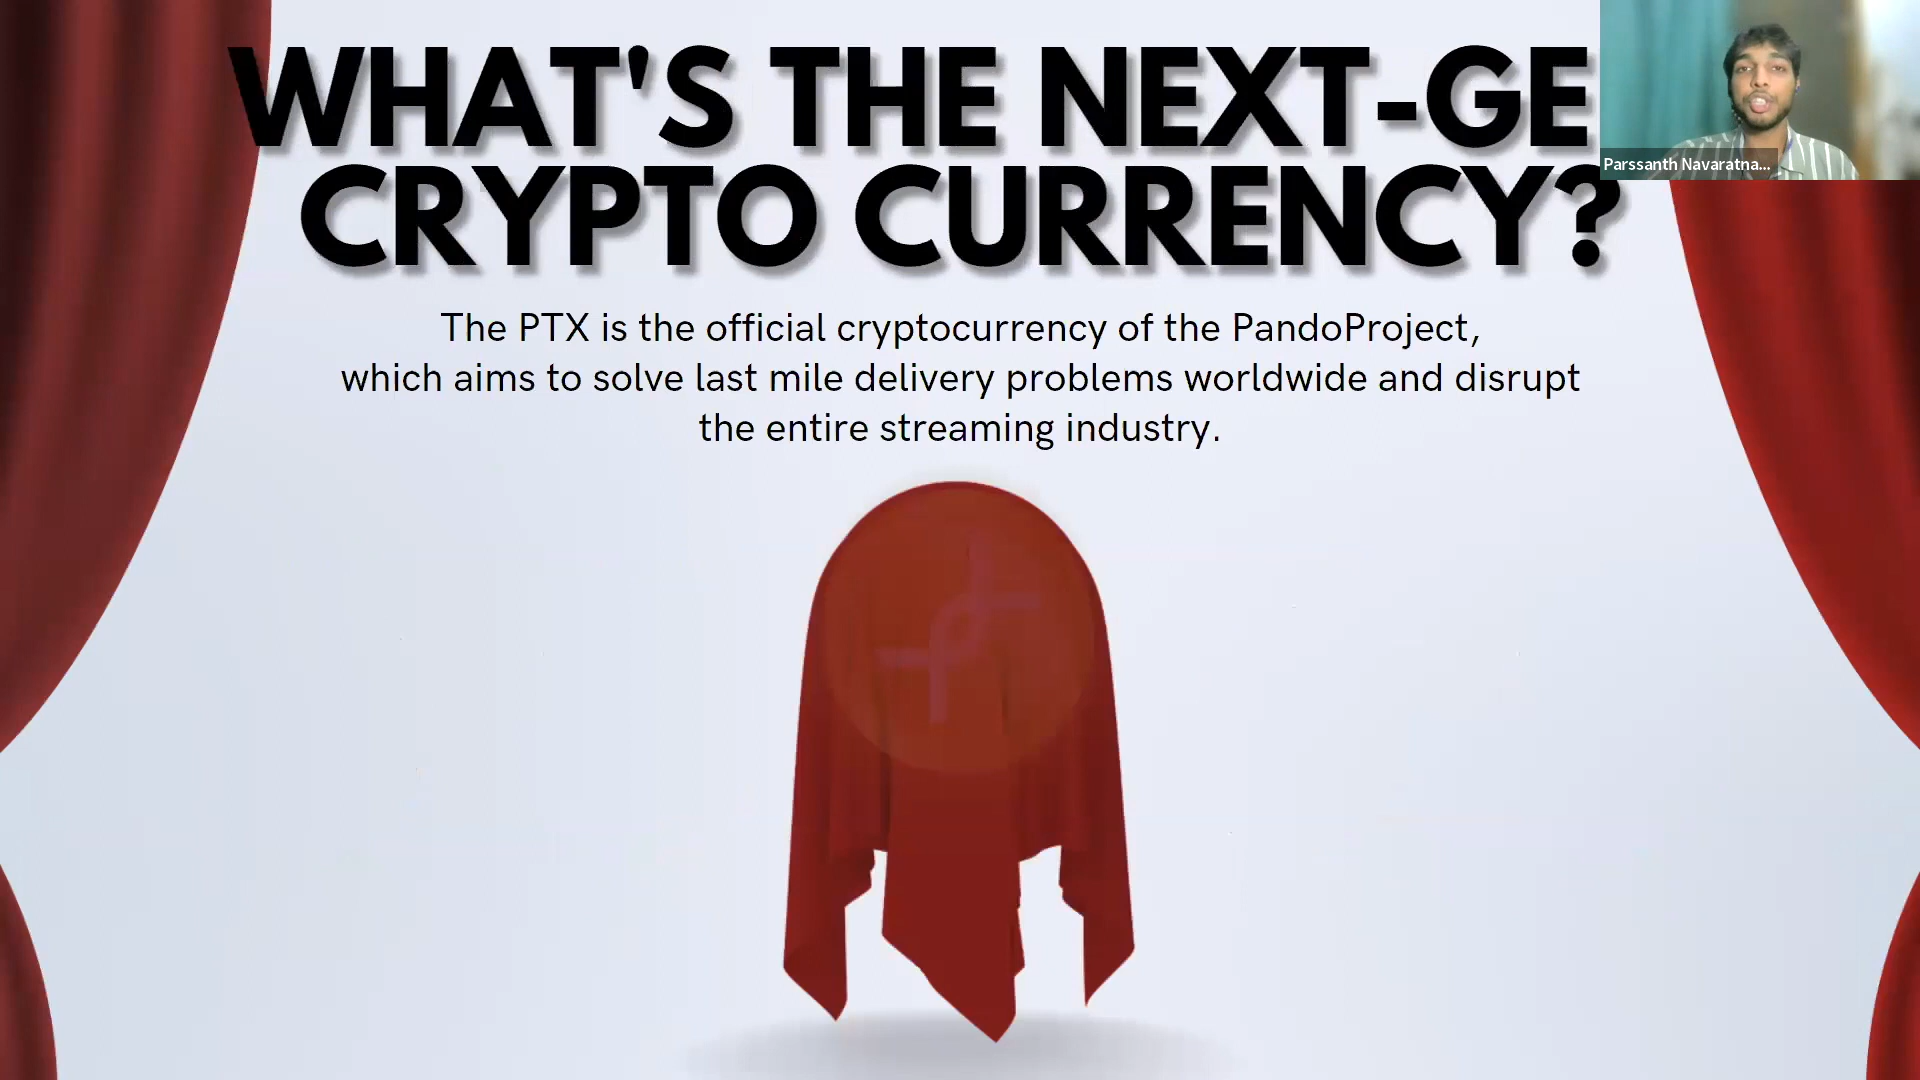 WHAT'S THE NEXT-GE
CRYPTO CURRENCY?
The PTX is the official cryptocurrency of the PandoProject,
which aims to solve last mile delivery problems worldwide and disrupt
the entire streaming industry.
Parssanth Navaratna...